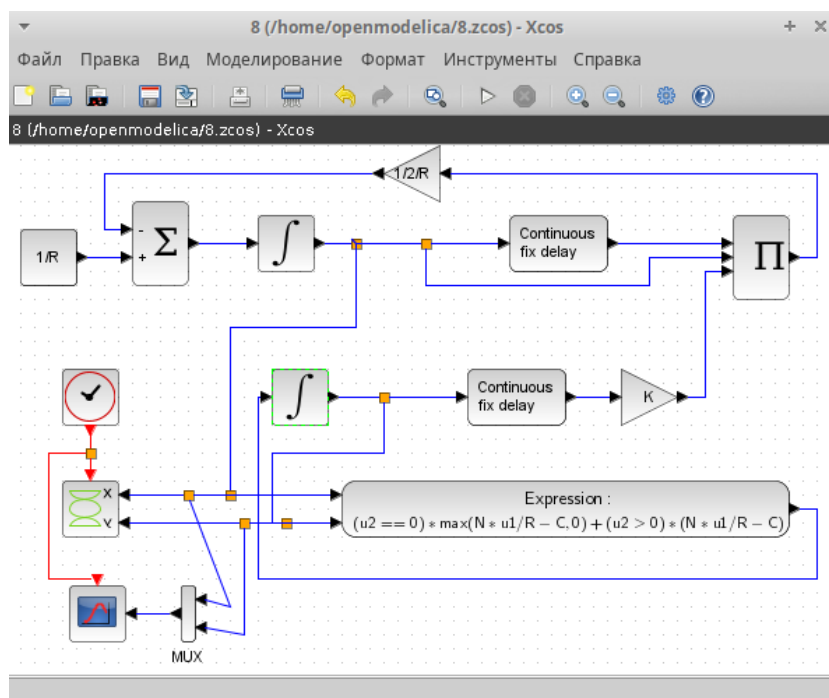 8 (/home/openmodelica/8.zcos) - Xcos
Файл Правка Вид Моделирование Формат Инструменты Справка
8 (/home/openmodelica/8.zcos) - Xcos
1/2/R
1/R
-
+
Σ
∫
Continuous
fix delay
Π
∫
Continuous
fix delay
K
X
Y
Expression :
(u2 == 0) * max(N * u1/R − C, 0) + (u2 > 0) * (N * u1/R − C)
MUX